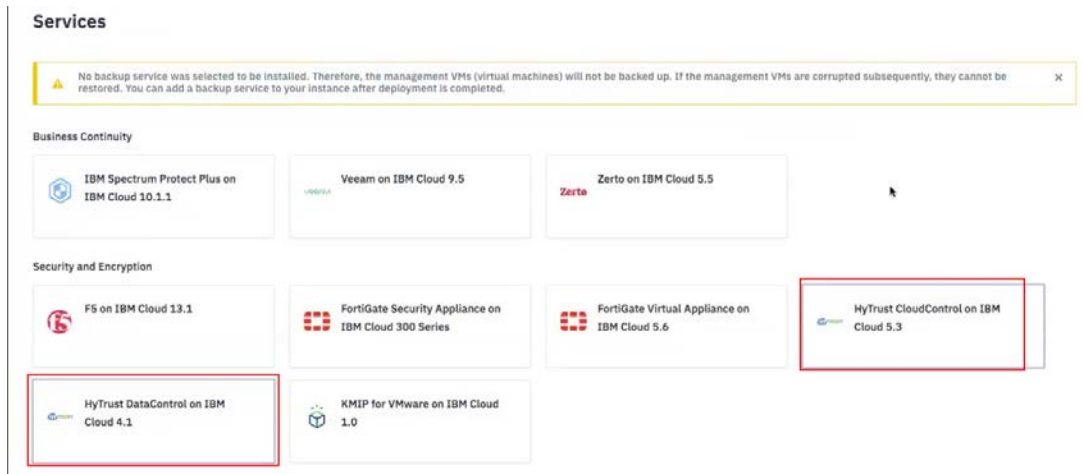 Services
No backup service was selected to be installed. Therefore, the management VMs (virtual machines) will not be backed up. If the management VMs are corrupted subsequently, they cannot be
restored. You can add a backup service to your instance after deployment is completed.
Business Continuity
IBM Spectrum Protect Plus on
IBM Cloud 10.1.1
Veeam on IBM Cloud 9.5
Zerto
Zerto on IBM Cloud 5.5
Security and Encryption
f5
F5 on IBM Cloud 13.1
FortiGate Security Appliance on
IBM Cloud 300 Series
FortiGate Virtual Appliance on
IBM Cloud 5.6
HyTrust CloudControl on IBM
Cloud 5.3
HyTrust DataControl on IBM
Cloud 4.1
KMIP for VMware on IBM Cloud
1.0